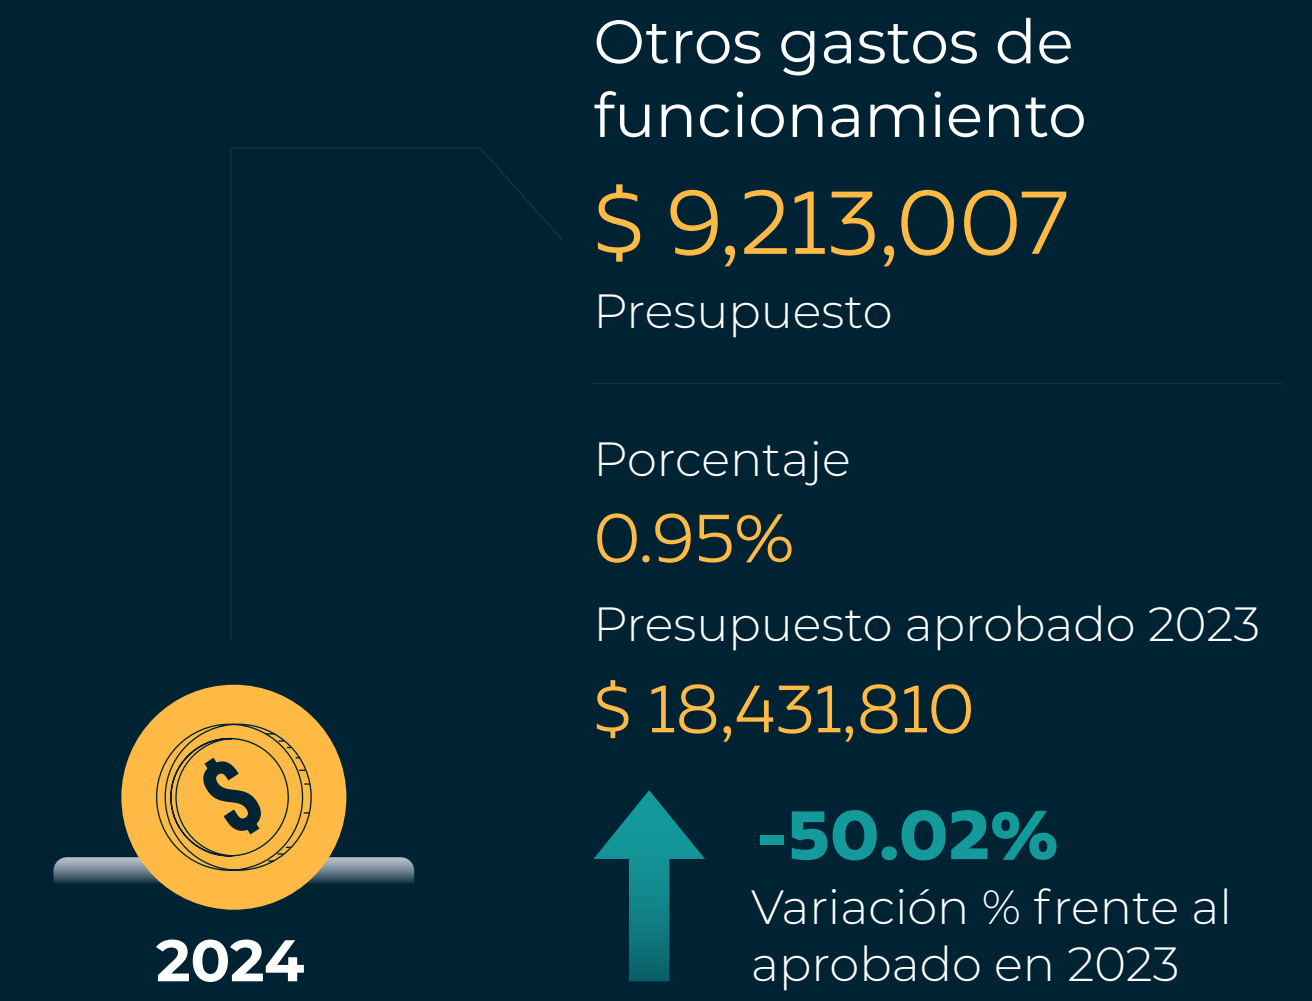 Otros gastos de
funcionamiento
$ 9,213,007
Presupuesto
Porcentaje
0.95%
Presupuesto aprobado 2023
$ 18,431,810
-50.02%
Variación % frente al
aprobado en 2023
$
2024